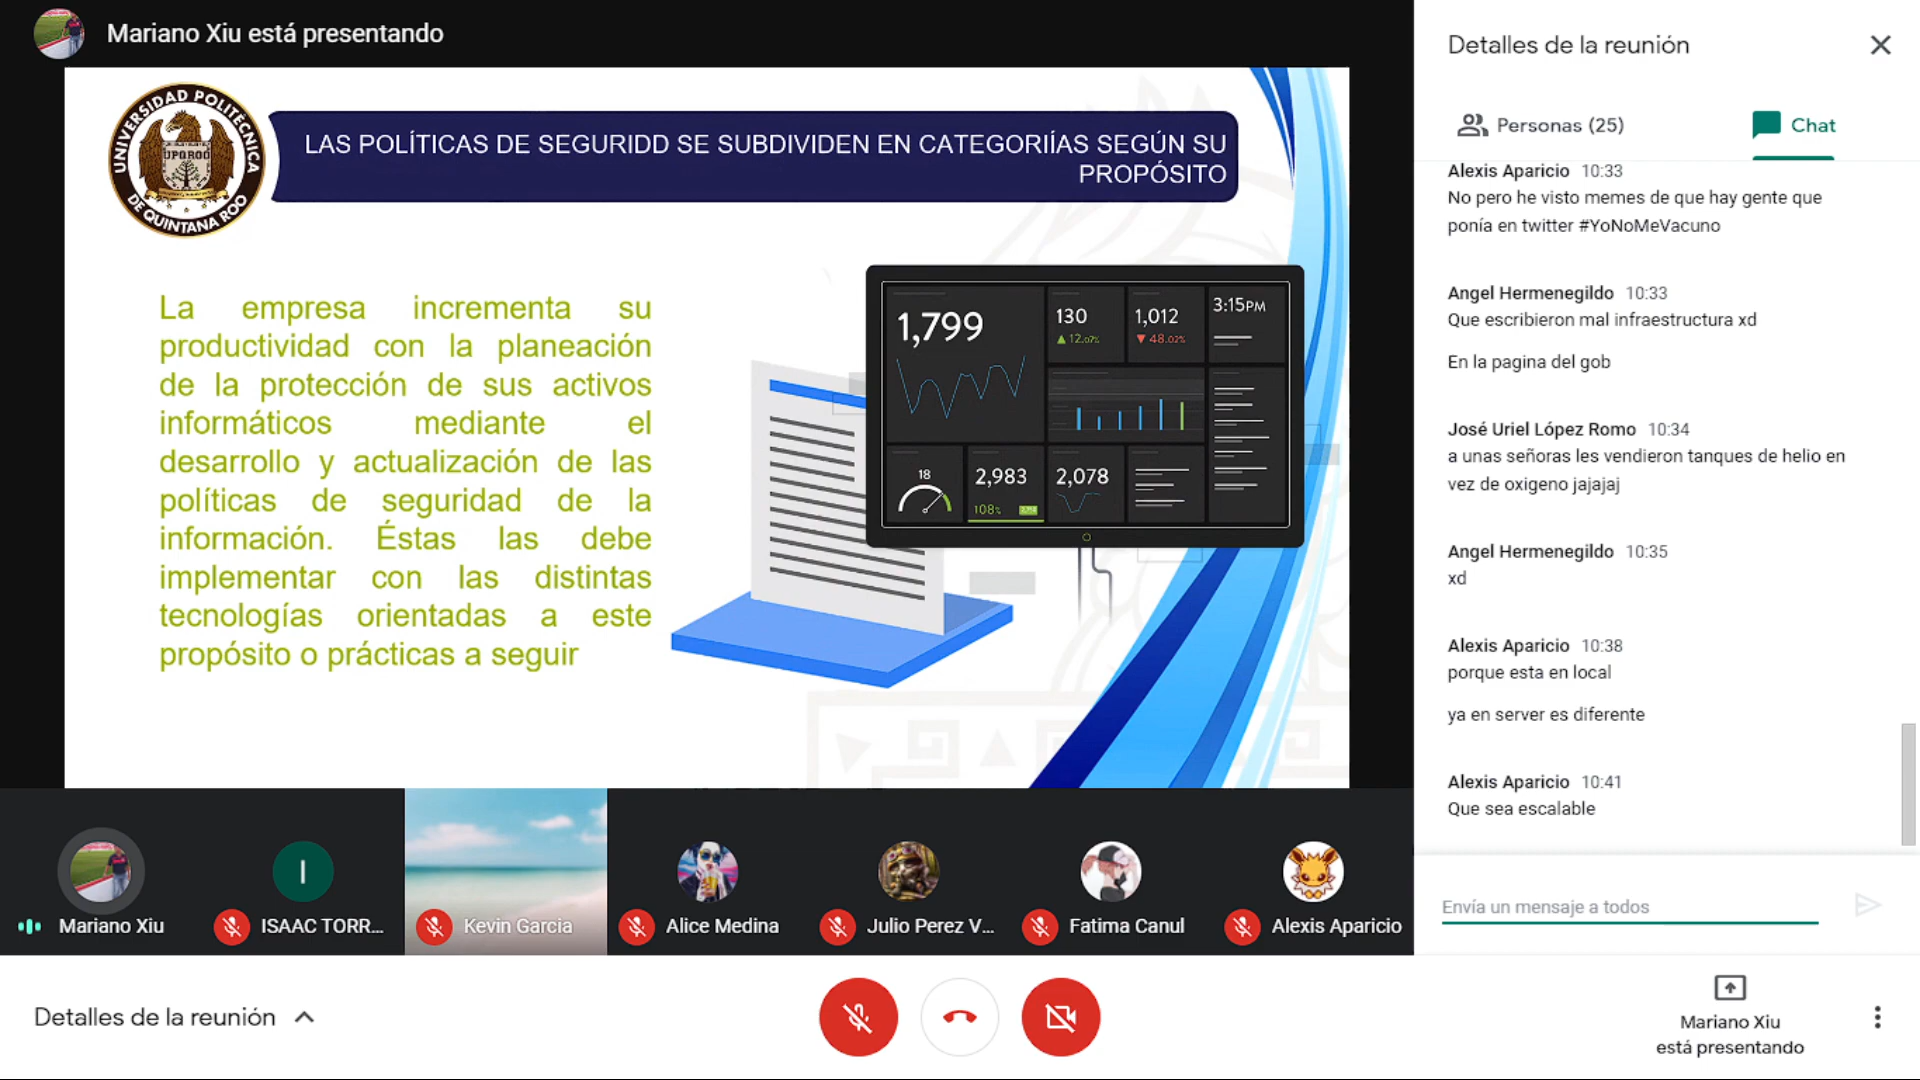 Mariano Xiu está presentando
UNIVERSIDAD POLITÉCNICA
UPQROO
DE QUINTANA ROO
LAS POLÍTICAS DE SEGURIDD SE SUBDIVIDEN EN CATEGORIÍAS SEGÚN SU
PROPÓSITO
La empresa incrementa su
productividad con la planeación
de la protección de sus activos
informáticos mediante el
desarrollo y actualización de las
políticas de seguridad de la
información. Éstas las debe
implementar con las distintas
tecnologías orientadas a este
propósito o prácticas a seguir
1,799
130
▲12.07%
1,012
▼48.02%
3:15PM
18
2,983
108%
2,078
Mariano Xiu
I
ISAAC TORR...
Kevin Garcia
Alice Medina
Julio Perez V...
Fatima Canul
Alexis Aparicio
Detalles de la reunión
Personas (25)
Chat
Alexis Aparicio 10:33
No pero he visto memes de que hay gente que
ponía en twitter #YoNoMeVacuno
Angel Hermenegildo 10:33
Que escribieron mal infraestructura xd
En la pagina del gob
José Uriel López Romo 10:34
a unas señoras les vendieron tanques de helio en
vez de oxigeno jajajaj
Angel Hermenegildo 10:35
xd
Alexis Aparicio 10:38
porque esta en local
ya en server es diferente
Alexis Aparicio 10:41
Que sea escalable
Envía un mensaje a todos
Detalles de la reunión
Mariano Xiu
está presentando